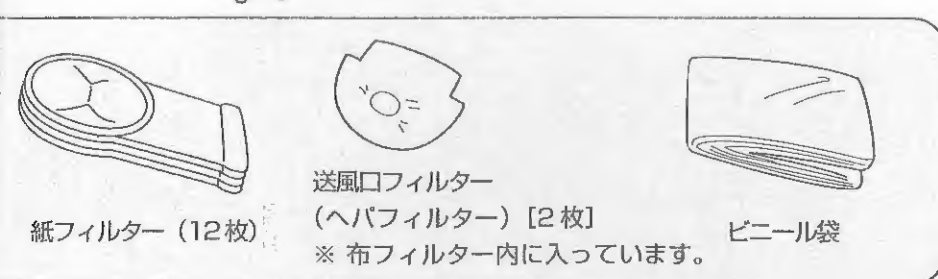 紙フィルター（12枚）
送風口フィルター
（ヘパフィルター）［2枚］
※ 布フィルター内に入っています。
ビニール袋